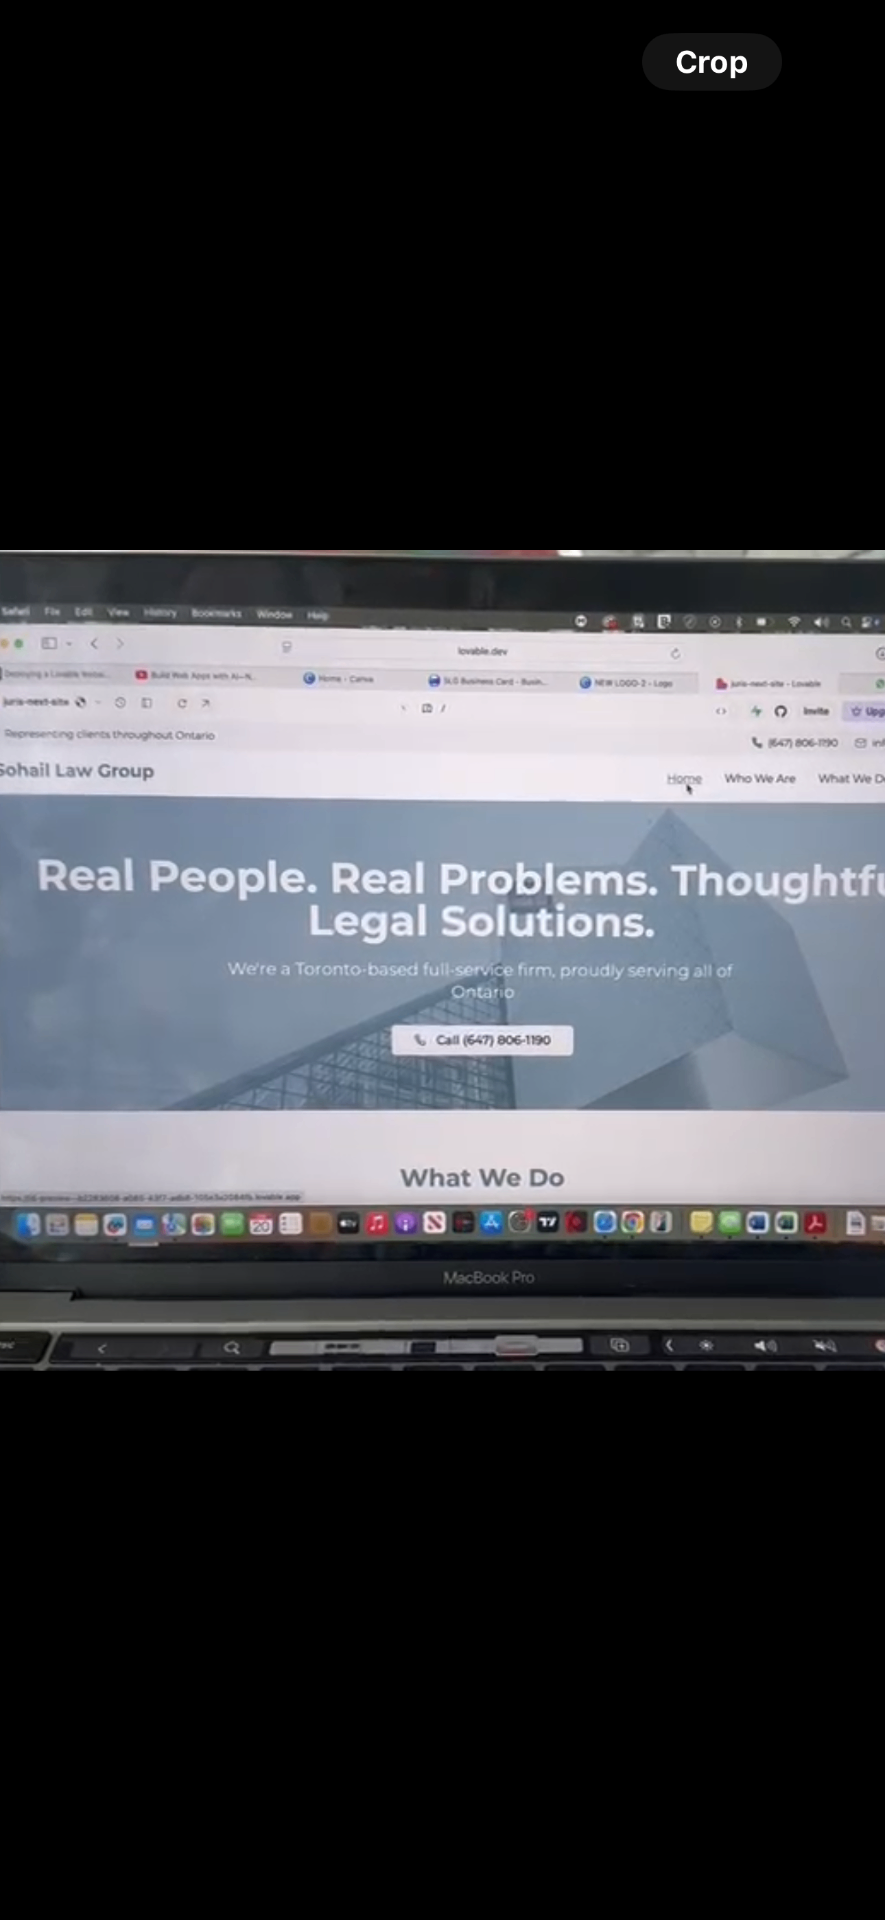 Crop
Safari File Edit View History Bookmarks Window Help
lovable.dev
Build Web Apps with AI
Home - Canva
SLG Business Card - Busin...
NEW LOGO-2 - Logo
juris-next-site - Lovable
juris-next-site
/
Invite
Upg
Representing clients throughout Ontario
(647) 806-1190
inf
Sohail Law Group
Home
Who We Are
What We Do
Real People. Real Problems. Thoughtfu
Legal Solutions.
We're a Toronto-based full-service firm, proudly serving all of
Ontario
Call (647) 806-1190
What We Do
20
MacBook Pro